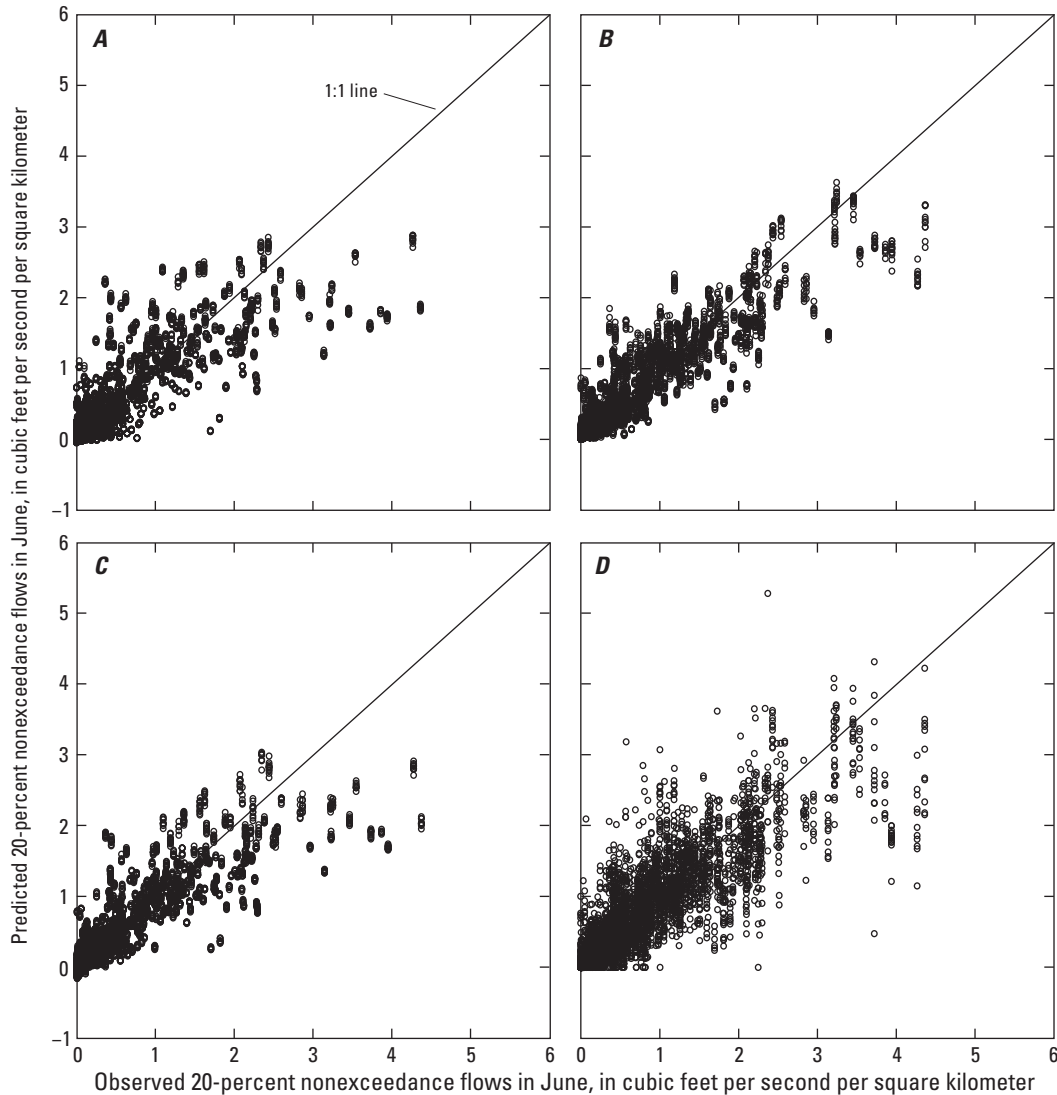 Predicted 20-percent nonexceedance flows in June, in cubic feet per second per square kilometer
6
5
4
3
2
1
0
–1
A
1:1 line
B
6
5
4
3
2
1
0
–1
C
D
0 1 2 3 4 5 6
0 1 2 3 4 5 6
Observed 20-percent nonexceedance flows in June, in cubic feet per second per square kilometer